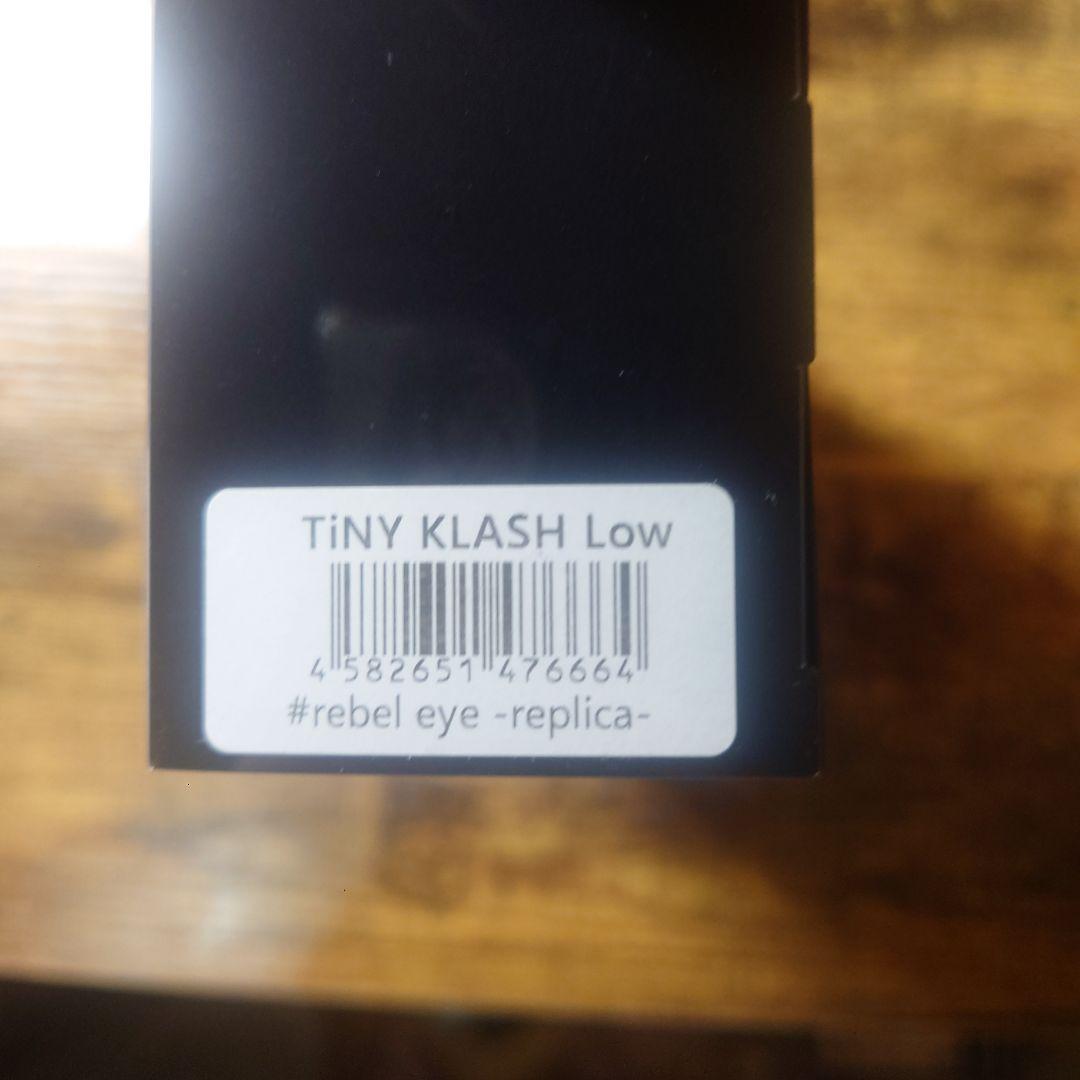 TiNY KLASH Low
4 582651 476664
#rebel eye -replica-